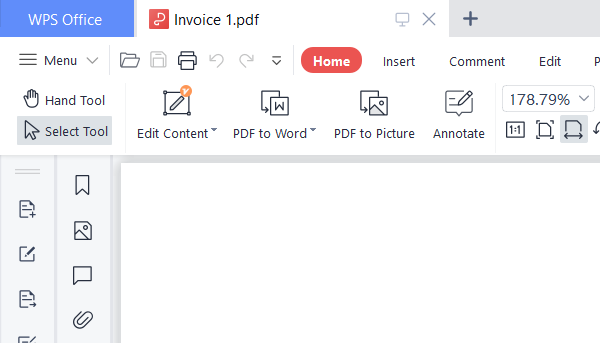 WPS Office Invoice 1.pdf
Menu Home Insert Comment Edit
Hand Tool 178.79%
Select Tool Edit Content PDF to Word PDF to Picture Annotate 1:1